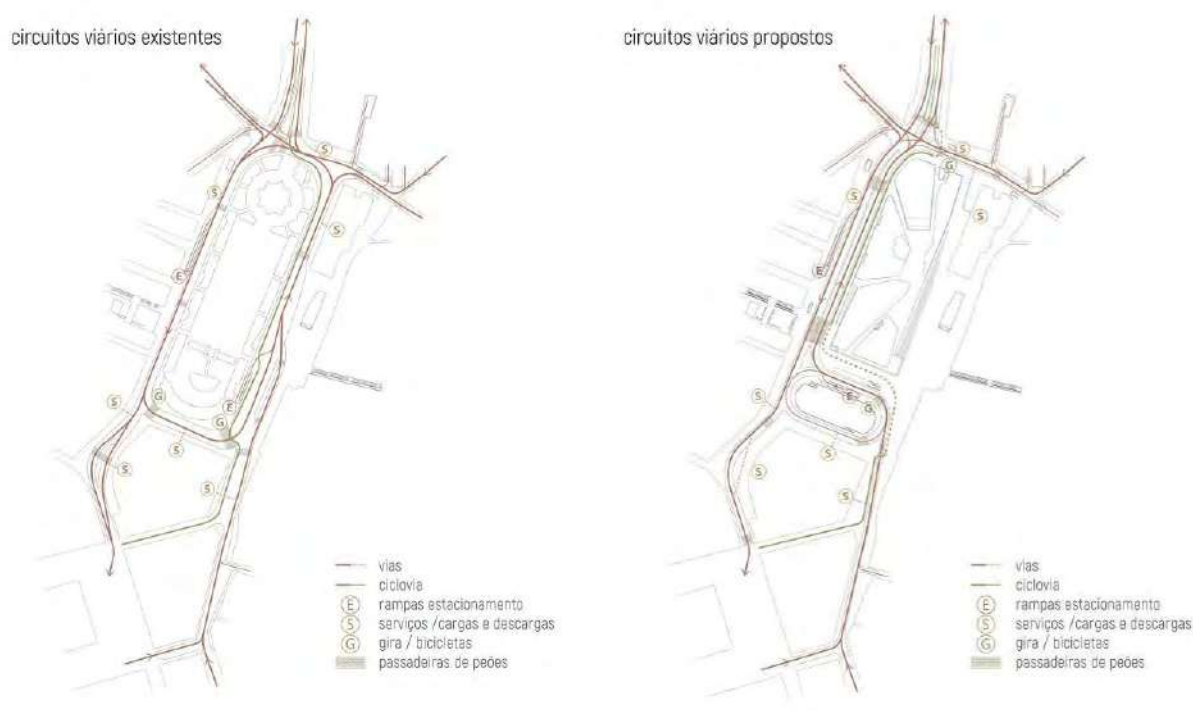 circuitos viários existentes
S
S
S
E
G
E
G
S
S
S
S
vias
ciclovia
E rampas estacionamento
S serviços /cargas e descargas
G gira / bicicletas
passadeiras de peões
circuitos viários propostos
S
G
S
S
E
E
G
S
S
S
S
vias
ciclovia
E rampas estacionamento
S serviços /cargas e descargas
G gira / bicicletas
passadeiras de peões